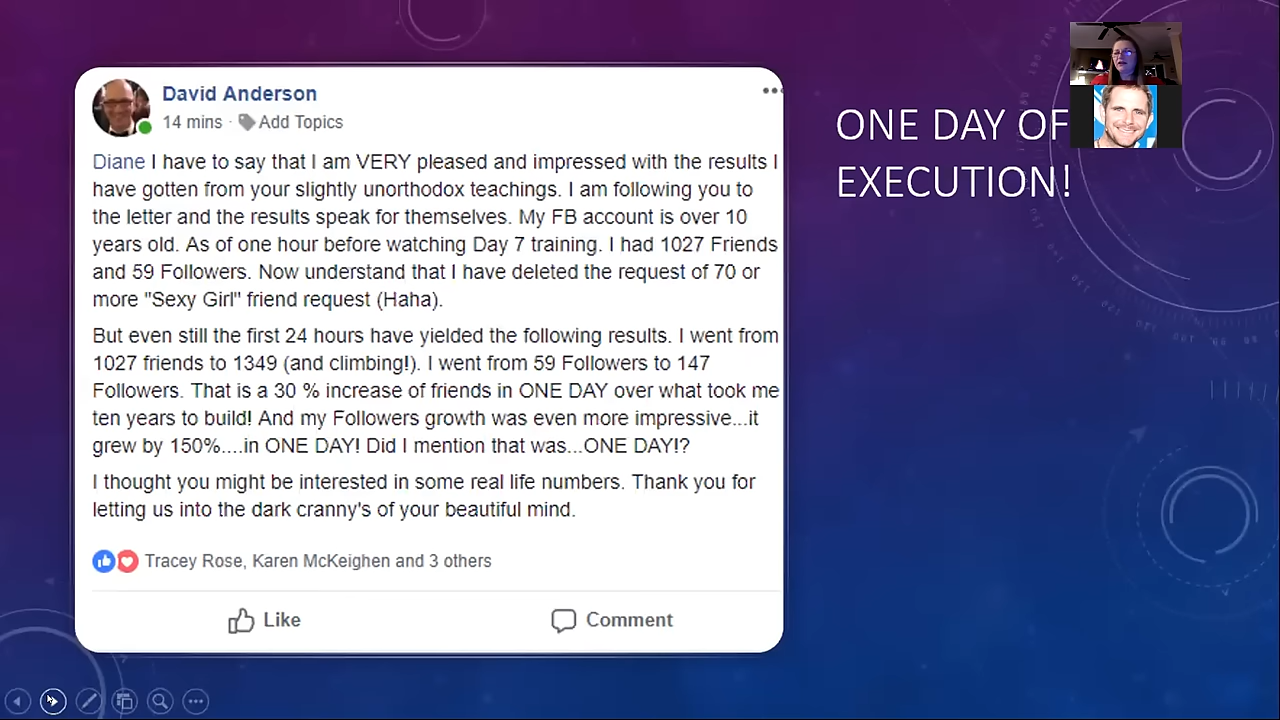 David Anderson
14 mins · Add Topics
Diane I have to say that I am VERY pleased and impressed with the results I
have gotten from your slightly unorthodox teachings. I am following you to
the letter and the results speak for themselves. My FB account is over 10
years old. As of one hour before watching Day 7 training. I had 1027 Friends
and 59 Followers. Now understand that I have deleted the request of 70 or
more "Sexy Girl" friend request (Haha).
But even still the first 24 hours have yielded the following results. I went from
1027 friends to 1349 (and climbing!). I went from 59 Followers to 147
Followers. That is a 30 % increase of friends in ONE DAY over what took me
ten years to build! And my Followers growth was even more impressive...it
grew by 150%....in ONE DAY! Did I mention that was...ONE DAY!?
I thought you might be interested in some real life numbers. Thank you for
letting us into the dark cranny's of your beautiful mind.
Tracey Rose, Karen McKeighen and 3 others
Like
Comment
ONE DAY OF
EXECUTION!